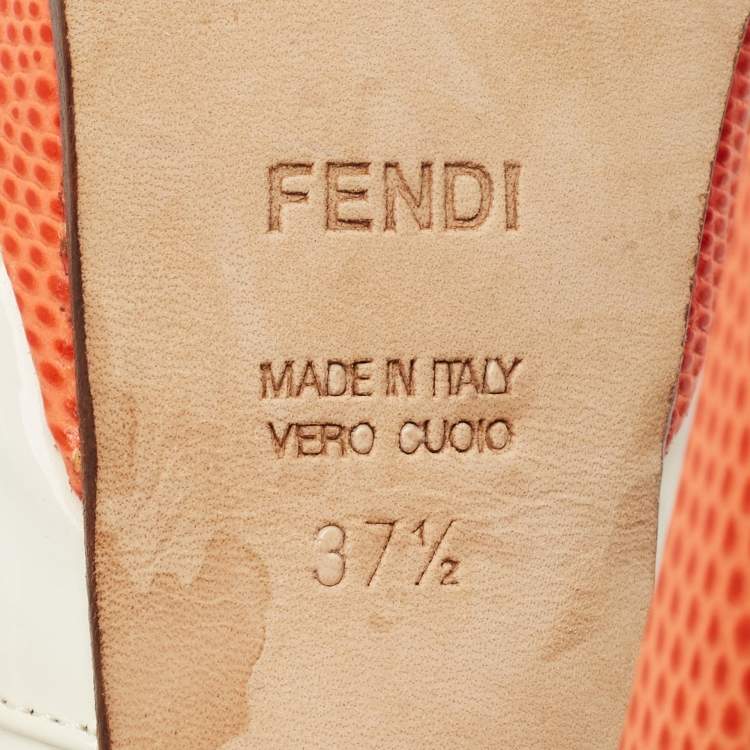 FENDI
MADE IN ITALY
VERO CUOIO
37½